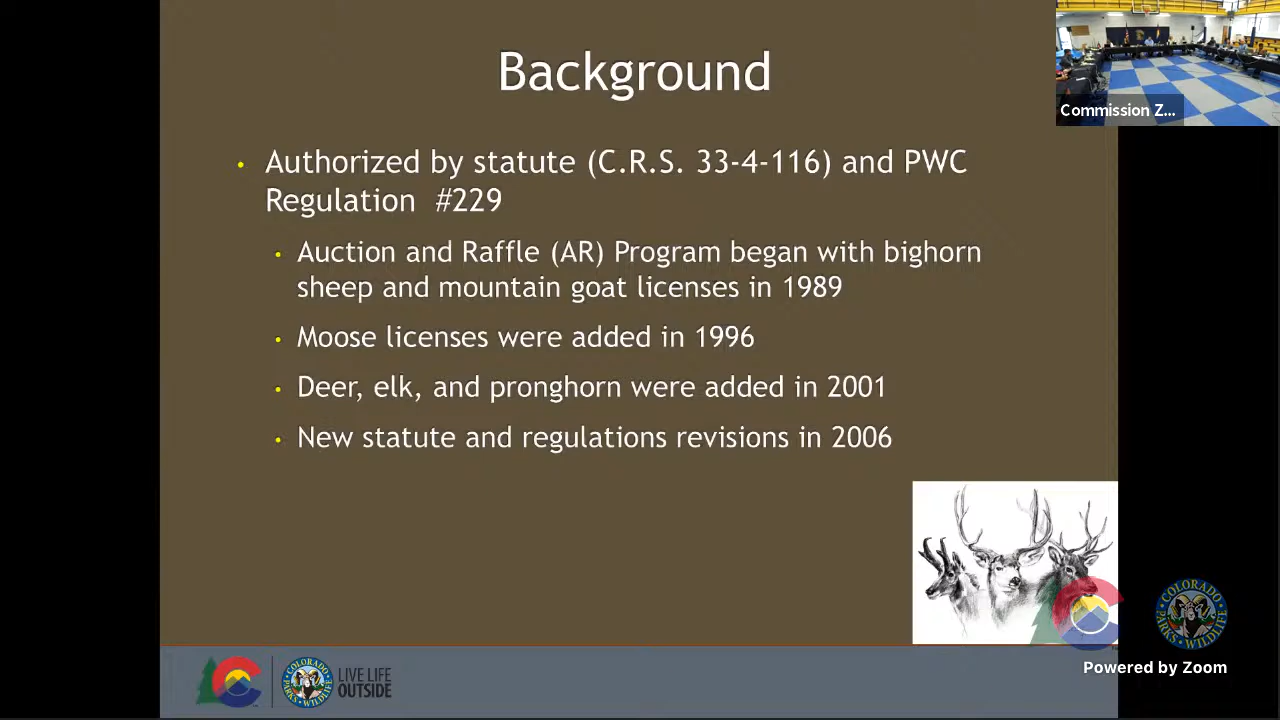 Background
Commission Z...
• Authorized by statute (C.R.S. 33-4-116) and PWC
Regulation #229
• Auction and Raffle (AR) Program began with bighorn
sheep and mountain goat licenses in 1989
• Moose licenses were added in 1996
• Deer, elk, and pronghorn were added in 2001
• New statute and regulations revisions in 2006
COLORADO
PARKS & WILDLIFE
Powered by Zoom
COLORADO
PARKS & WILDLIFE
LIVE LIFE
OUTSIDE